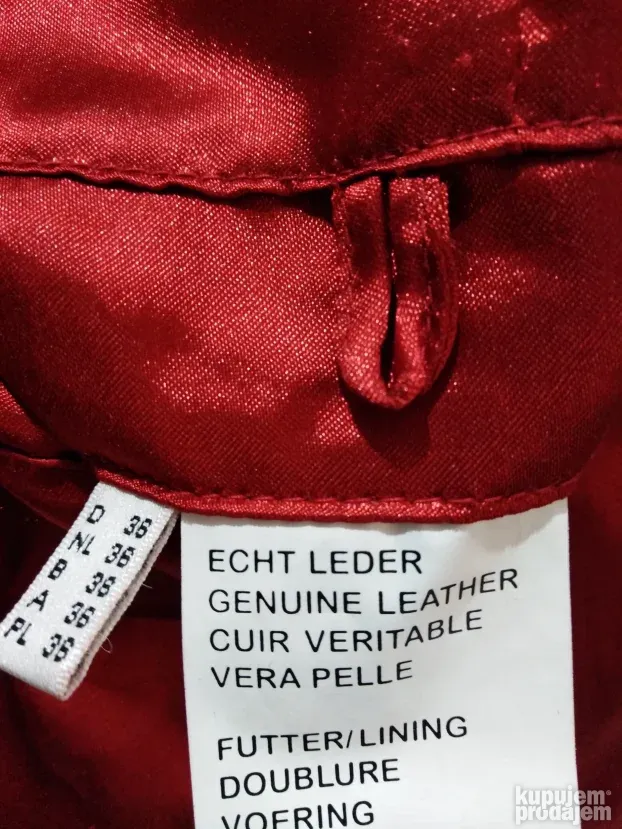 D 36
NL 36
B 36
A 36
PL 36
ECHT LEDER
GENUINE LEATHER
CUIR VERITABLE
VERA PELLE
FUTTER/LINING
DOUBLURE
VOERING
kupujem
prodajem